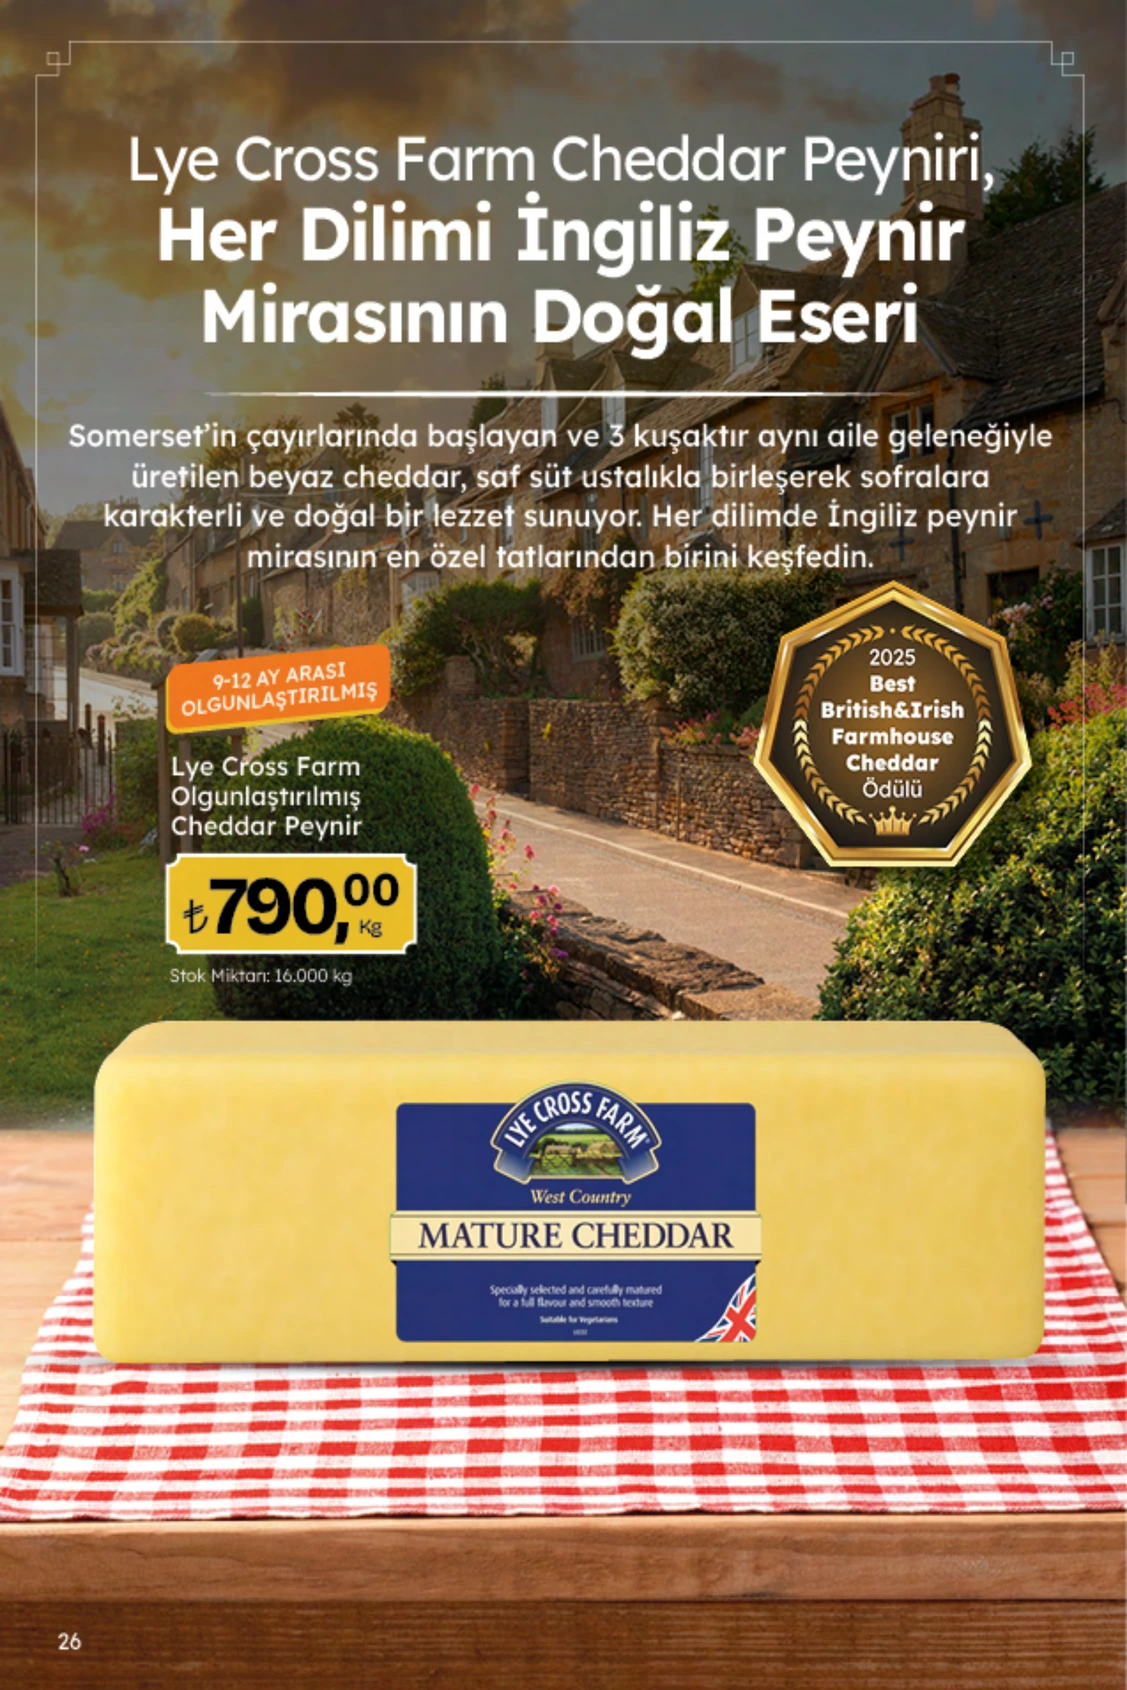 Lye Cross Farm Cheddar Peyniri,
Her Dilimi İngiliz Peynir
Mirasının Doğal Eseri
Somerset'in çayırlarında başlayan ve 3 kuşaktır aynı aile geleneğiyle
üretilen beyaz cheddar, saf süt ustalıkla birleşerek sofralara
karakterli ve doğal bir lezzet sunuyor. Her dilimde İngiliz peynir
mirasının en özel tatlarından birini keşfedin.
2025
Best
British&Irish
Farmhouse
Cheddar
Ödülü
9-12 AY ARASI
OLGUNLAŞTIRILMIŞ
Lye Cross Farm
Olgunlaştırılmış
Cheddar Peynir
₺790,00
Kg
Stok Miktarı: 16.000 kg
LYE CROSS FARM
West Country
MATURE CHEDDAR
Specially selected and carefully matured
for a full flavour and smooth texture
Suitable for Vegetarians
26